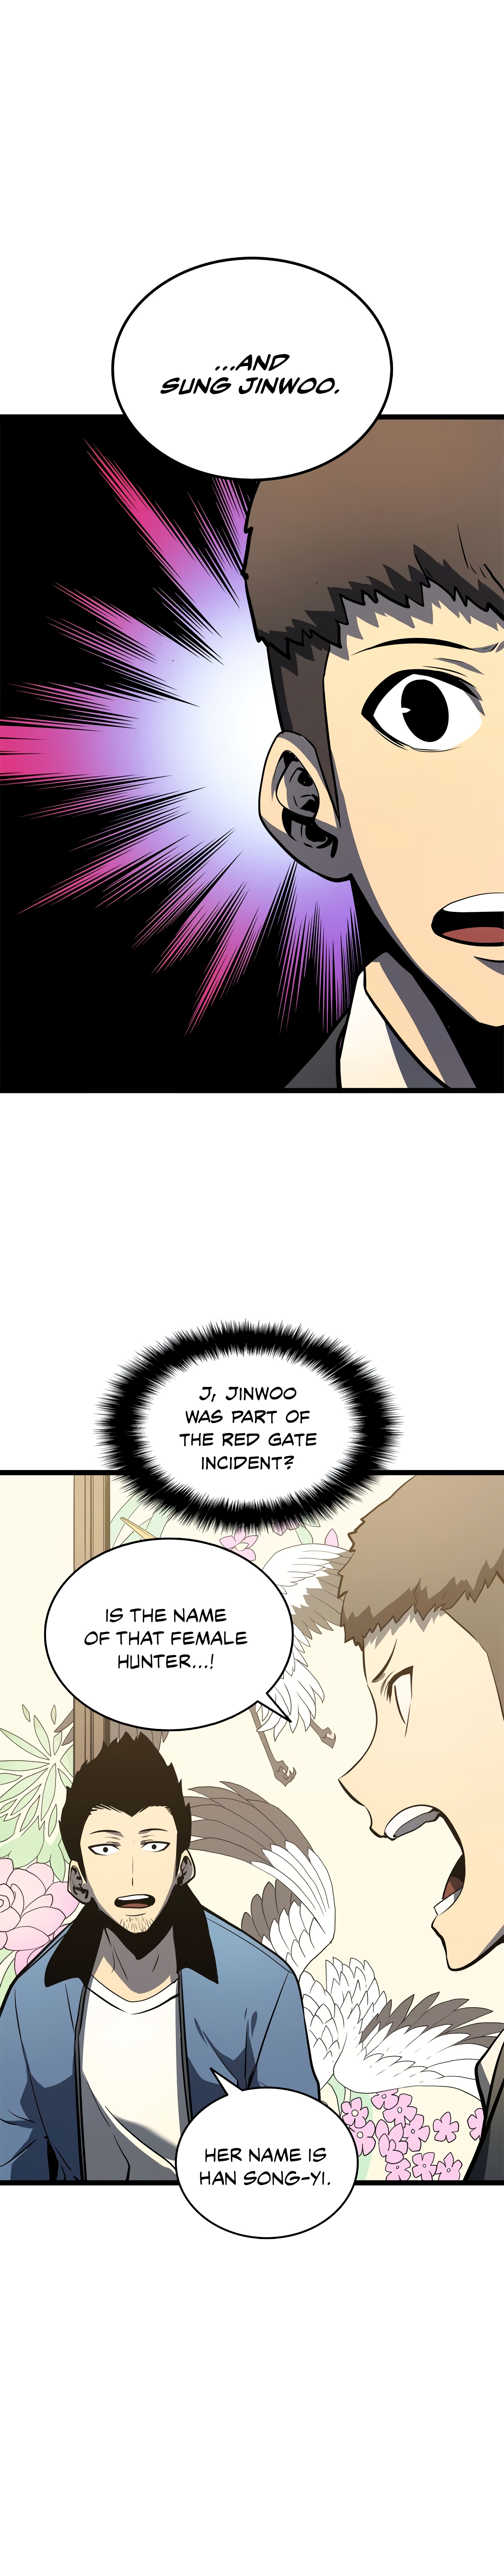 ...AND
SUNG JINWOO.
J, JINWOO
WAS PART OF
THE RED GATE
INCIDENT?
IS THE NAME
OF THAT FEMALE
HUNTER...!
HER NAME IS
HAN SONG-YI.